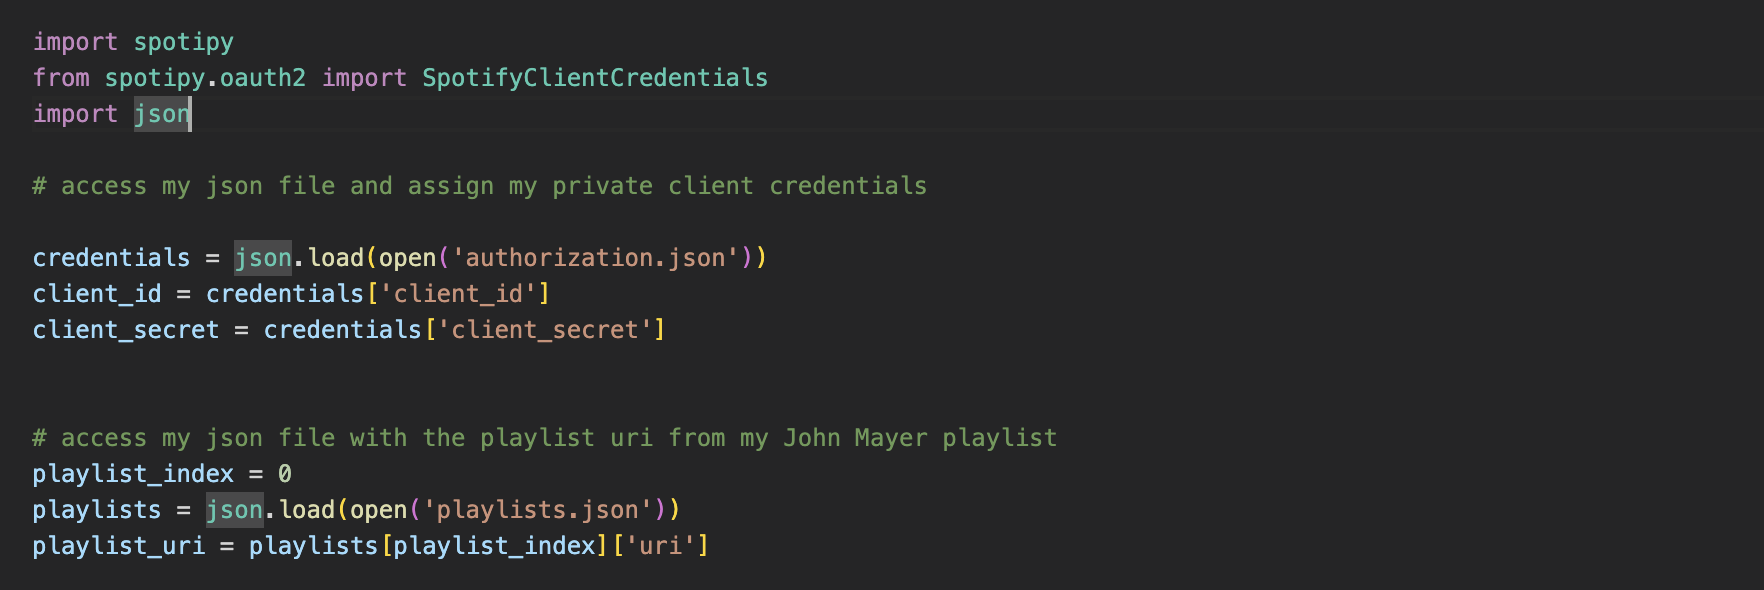 import spotipy
from spotipy.oauth2 import SpotifyClientCredentials
import json
# access my json file and assign my private client credentials
credentials = json.load(open('authorization.json'))
client_id = credentials['client_id']
client_secret = credentials['client_secret']
# access my json file with the playlist uri from my John Mayer playlist
playlist_index = 0
playlists = json.load(open('playlists.json'))
playlist_uri = playlists[playlist_index]['uri']